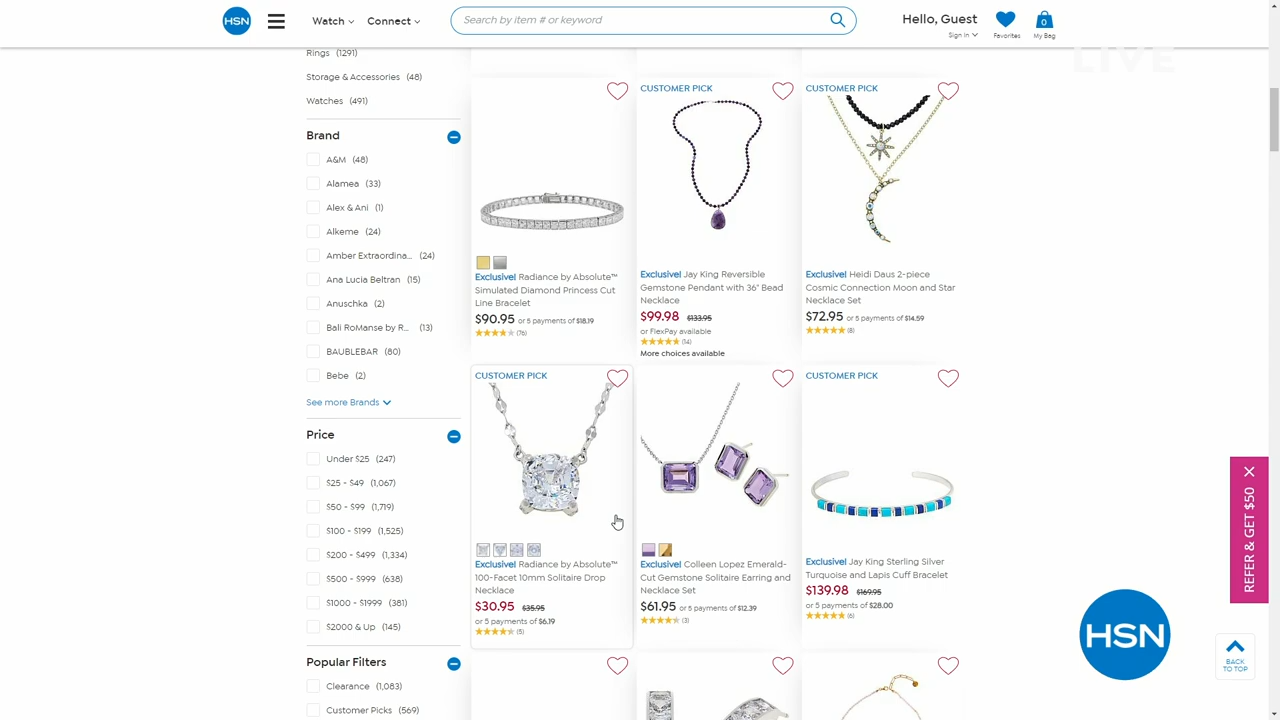 HSN
Watch
Connect
Search by item # or keyword
Hello, Guest
Sign In
Favorites
0
My Bag
LIVE
Rings (1291)
Storage & Accessories (48)
Watches (491)
Brand
A&M (48)
Alamea (33)
Alex & Ani (1)
Alkeme (24)
Amber Extraordina... (24)
Ana Lucia Beltran (15)
Anuschka (2)
Bali RoManse by R... (13)
BAUBLEBAR (80)
Bebe (2)
See more Brands
Price
Under $25 (247)
$25 - $49 (1,067)
$50 - $99 (1,719)
$100 - $199 (1,525)
$200 - $499 (1,334)
$500 - $999 (638)
$1000 - $1999 (381)
$2000 & Up (145)
Popular Filters
Clearance (1,083)
Customer Picks (569)
Exclusive! Radiance by Absolute™
Simulated Diamond Princess Cut
Line Bracelet
$90.95 or 5 payments of $18.19
(76)
CUSTOMER PICK
Exclusive! Jay King Reversible
Gemstone Pendant with 36" Bead
Necklace
$99.98 $133.95
or FlexPay available
(14)
More choices available
CUSTOMER PICK
Exclusive! Heidi Daus 2-piece
Cosmic Connection Moon and Star
Necklace Set
$72.95 or 5 payments of $14.59
(8)
CUSTOMER PICK
Exclusive! Radiance by Absolute™
100-Facet 10mm Solitaire Drop
Necklace
$30.95 $35.95
or 5 payments of $6.19
(5)
Exclusive! Colleen Lopez Emerald-
Cut Gemstone Solitaire Earring and
Necklace Set
$61.95 or 5 payments of $12.39
(3)
CUSTOMER PICK
Exclusive! Jay King Sterling Silver
Turquoise and Lapis Cuff Bracelet
$139.98 $169.95
or 5 payments of $28.00
(6)
REFER & GET $50
HSN
BACK
TO TOP